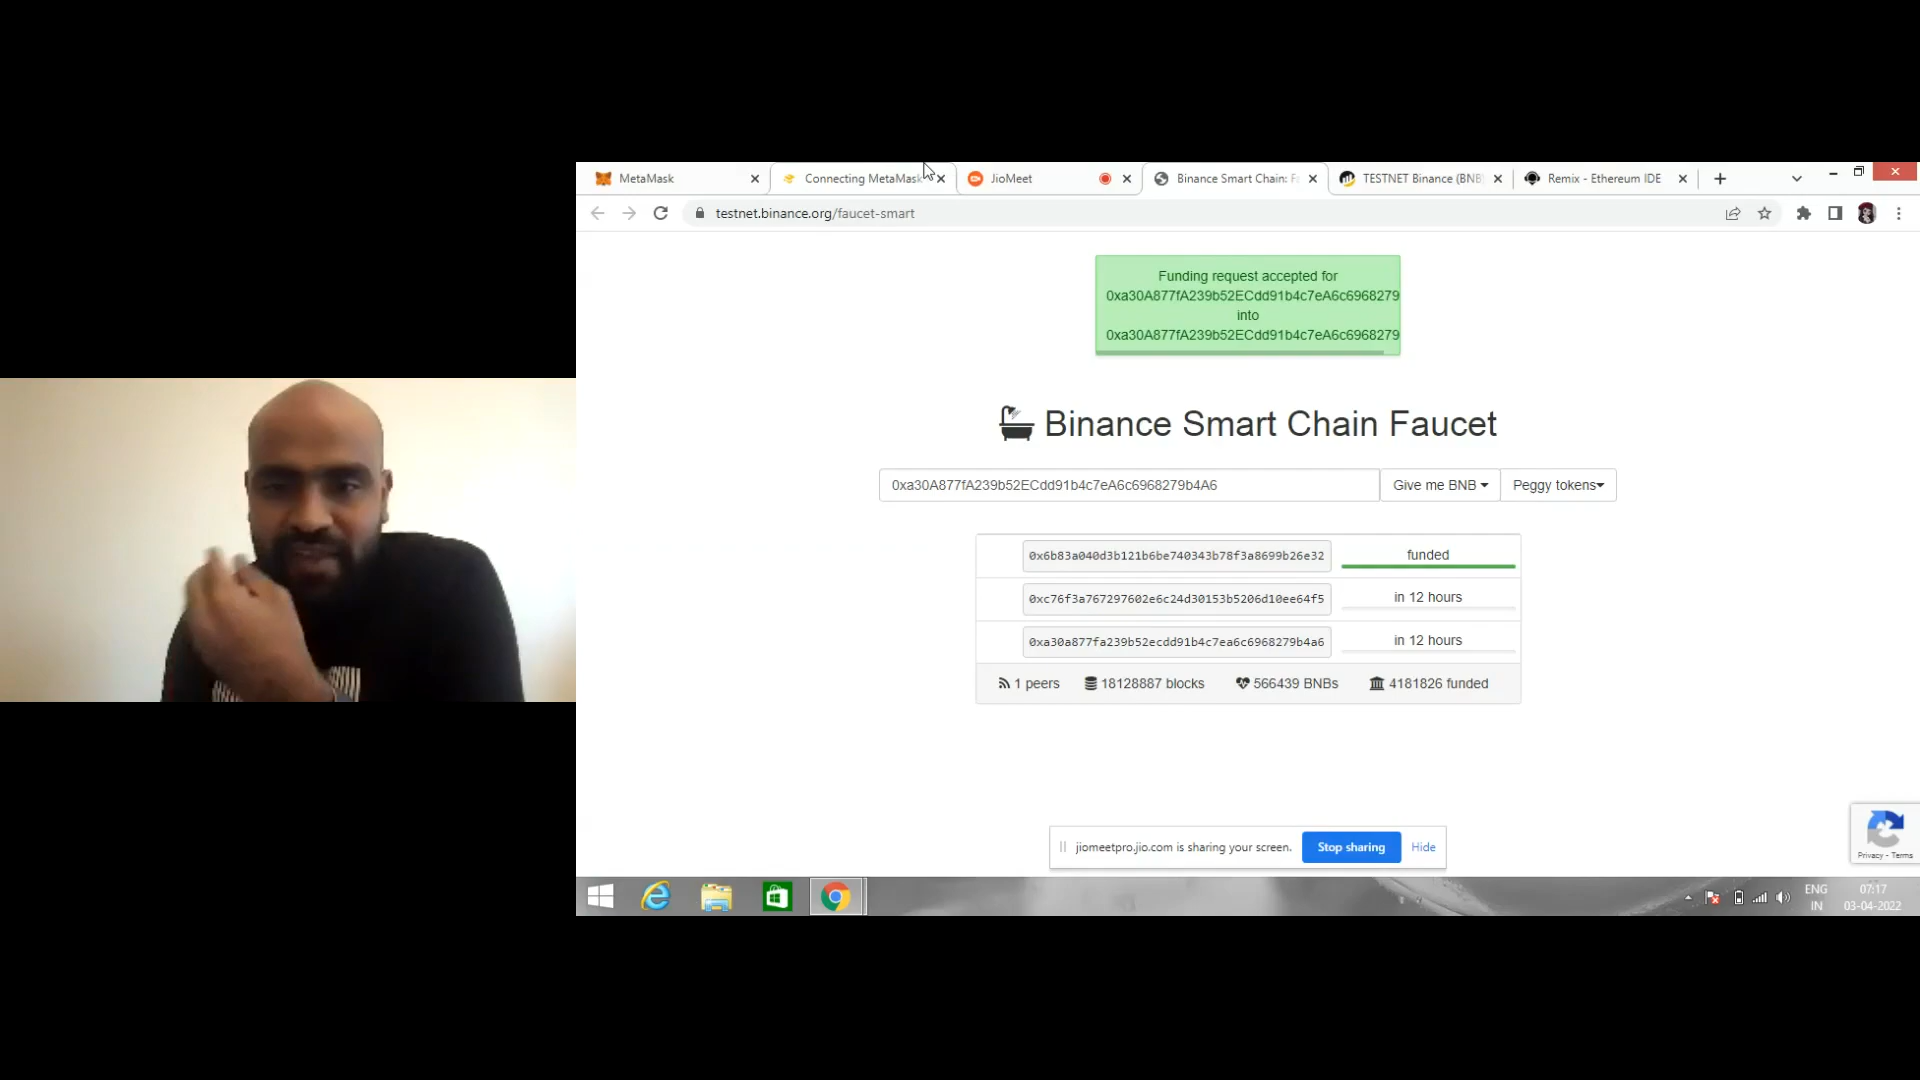 MetaMask
Connecting MetaMask
JioMeet
Binance Smart Chain: F
TESTNET Binance (BNB
Remix - Ethereum IDE
testnet.binance.org/faucet-smart
Funding request accepted for
0xa30A877fA239b52ECdd91b4c7eA6c6968279
into
0xa30A877fA239b52ECdd91b4c7eA6c6968279
Binance Smart Chain Faucet
0xa30A877fA239b52ECdd91b4c7eA6c6968279b4A6
Give me BNB
Peggy tokens
0x6b83a040d3b121b6be740343b78f3a8699b26e32 funded
0xc76f3a767297602e6c24d30153b5206d10ee64f5 in 12 hours
0xa30a877fa239b52ecdd91b4c7ea6c6968279b4a6 in 12 hours
1 peers 18128887 blocks 566439 BNBs 4181826 funded
Privacy - Terms
jiomeetpro.jio.com is sharing your screen. Stop sharing Hide
ENG 07:17
IN 03-04-2022